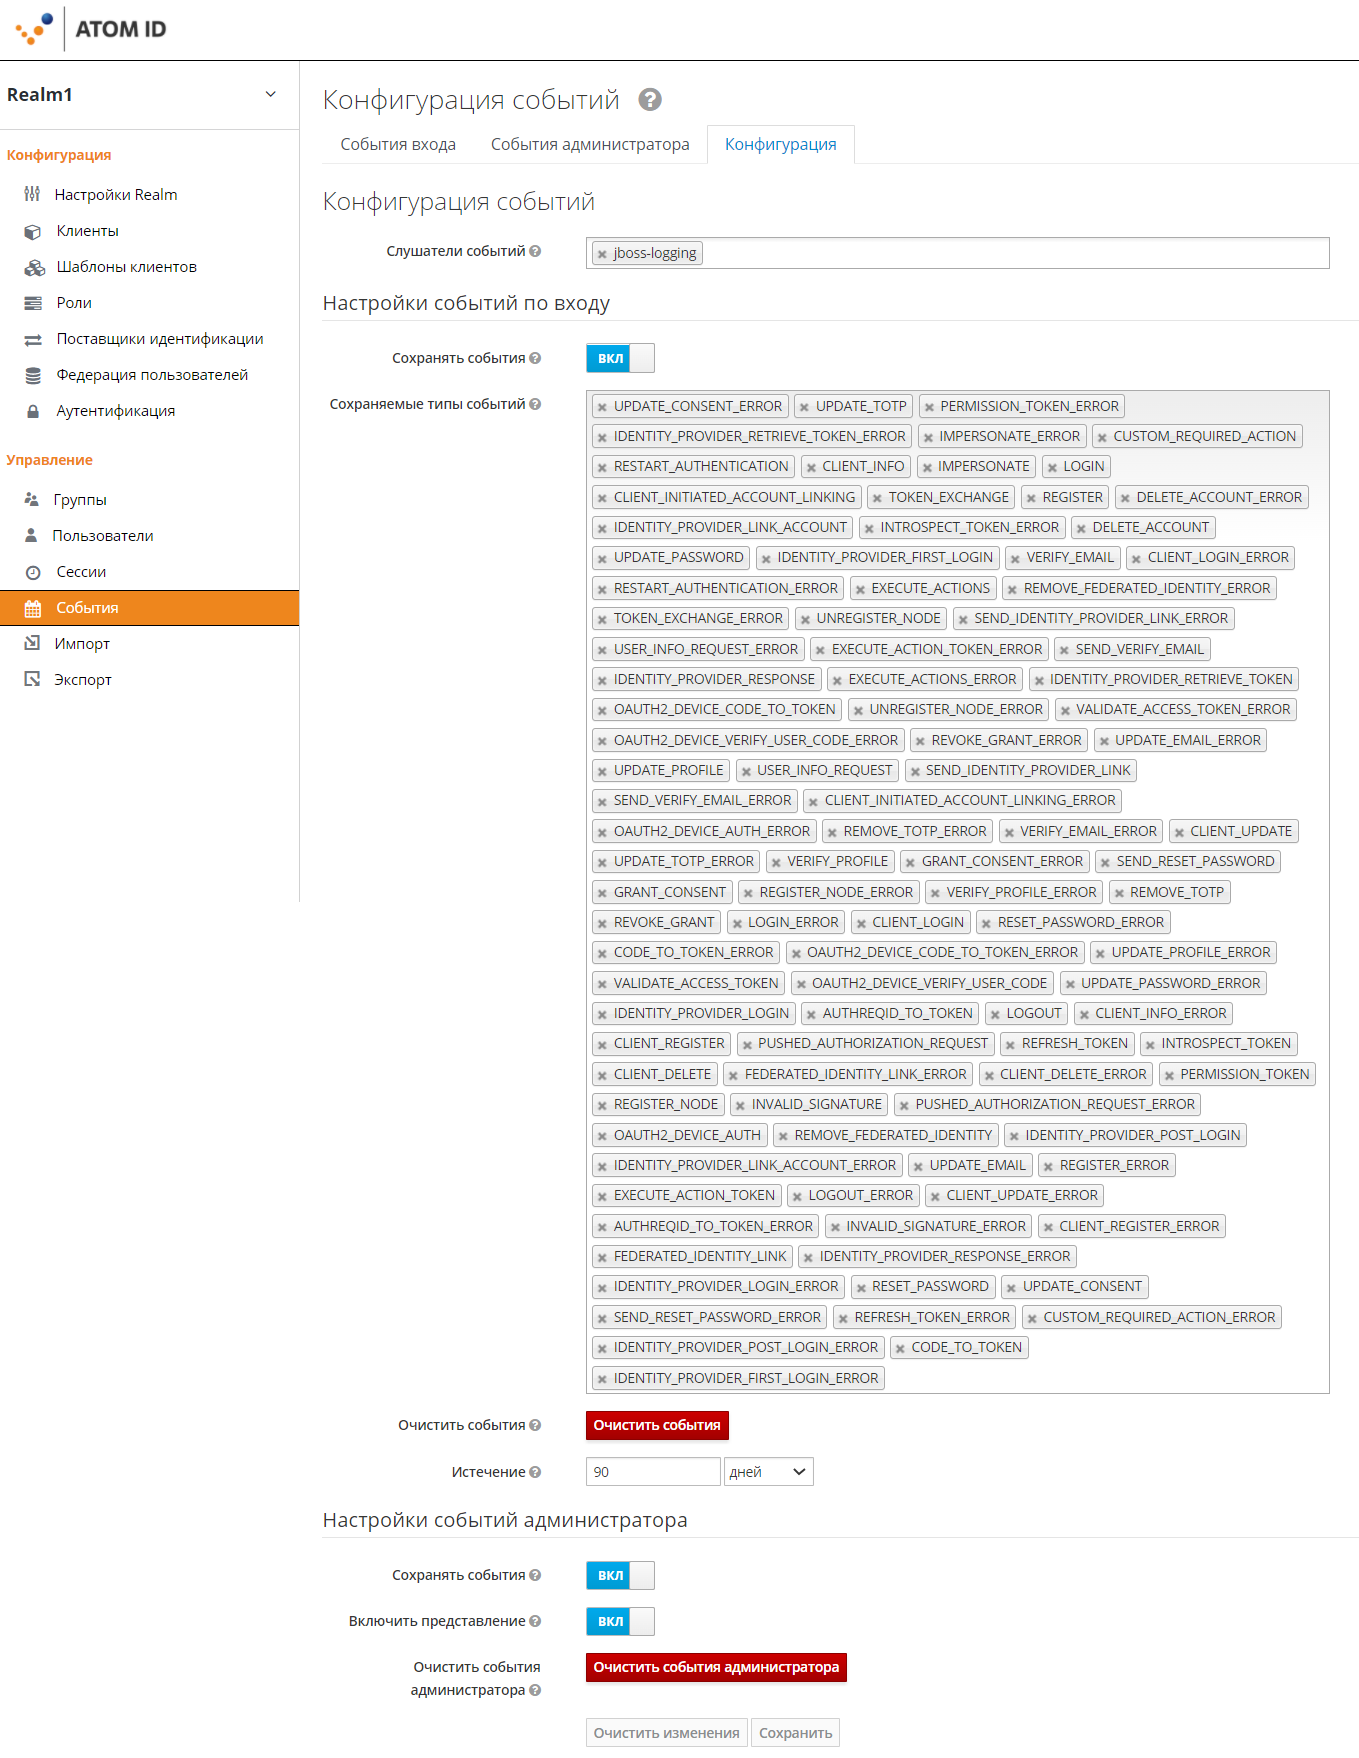 ATOM ID
Realm1
Конфигурация
Настройки Realm
Клиенты
Шаблоны клиентов
Роли
Поставщики идентификации
Федерация пользователей
Аутентификация
Управление
Группы
Пользователи
Сессии
События
Импорт
Экспорт
Конфигурация событий ?
События входа События администратора Конфигурация
Конфигурация событий
Слушатели событий ? × jboss-logging
Настройки событий по входу
Сохранять события ? ВКЛ
Сохраняемые типы событий ? × UPDATE_CONSENT_ERROR × UPDATE_TOTP × PERMISSION_TOKEN_ERROR
× IDENTITY_PROVIDER_RETRIEVE_TOKEN_ERROR × IMPERSONATE_ERROR × CUSTOM_REQUIRED_ACTION
× RESTART_AUTHENTICATION × CLIENT_INFO × IMPERSONATE × LOGIN
× CLIENT_INITIATED_ACCOUNT_LINKING × TOKEN_EXCHANGE × REGISTER × DELETE_ACCOUNT_ERROR
× IDENTITY_PROVIDER_LINK_ACCOUNT × INTROSPECT_TOKEN_ERROR × DELETE_ACCOUNT
× UPDATE_PASSWORD × IDENTITY_PROVIDER_FIRST_LOGIN × VERIFY_EMAIL × CLIENT_LOGIN_ERROR
× RESTART_AUTHENTICATION_ERROR × EXECUTE_ACTIONS × REMOVE_FEDERATED_IDENTITY_ERROR
× TOKEN_EXCHANGE_ERROR × UNREGISTER_NODE × SEND_IDENTITY_PROVIDER_LINK_ERROR
× USER_INFO_REQUEST_ERROR × EXECUTE_ACTION_TOKEN_ERROR × SEND_VERIFY_EMAIL
× IDENTITY_PROVIDER_RESPONSE × EXECUTE_ACTIONS_ERROR × IDENTITY_PROVIDER_RETRIEVE_TOKEN
× OAUTH2_DEVICE_CODE_TO_TOKEN × UNREGISTER_NODE_ERROR × VALIDATE_ACCESS_TOKEN_ERROR
× OAUTH2_DEVICE_VERIFY_USER_CODE_ERROR × REVOKE_GRANT_ERROR × UPDATE_EMAIL_ERROR
× UPDATE_PROFILE × USER_INFO_REQUEST × SEND_IDENTITY_PROVIDER_LINK
× SEND_VERIFY_EMAIL_ERROR × CLIENT_INITIATED_ACCOUNT_LINKING_ERROR
× OAUTH2_DEVICE_AUTH_ERROR × REMOVE_TOTP_ERROR × VERIFY_EMAIL_ERROR × CLIENT_UPDATE
× UPDATE_TOTP_ERROR × VERIFY_PROFILE × GRANT_CONSENT_ERROR × SEND_RESET_PASSWORD
× GRANT_CONSENT × REGISTER_NODE_ERROR × VERIFY_PROFILE_ERROR × REMOVE_TOTP
× REVOKE_GRANT × LOGIN_ERROR × CLIENT_LOGIN × RESET_PASSWORD_ERROR
× CODE_TO_TOKEN_ERROR × OAUTH2_DEVICE_CODE_TO_TOKEN_ERROR × UPDATE_PROFILE_ERROR
× VALIDATE_ACCESS_TOKEN × OAUTH2_DEVICE_VERIFY_USER_CODE × UPDATE_PASSWORD_ERROR
× IDENTITY_PROVIDER_LOGIN × AUTHREQID_TO_TOKEN × LOGOUT × CLIENT_INFO_ERROR
× CLIENT_REGISTER × PUSHED_AUTHORIZATION_REQUEST × REFRESH_TOKEN × INTROSPECT_TOKEN
× CLIENT_DELETE × FEDERATED_IDENTITY_LINK_ERROR × CLIENT_DELETE_ERROR × PERMISSION_TOKEN
× REGISTER_NODE × INVALID_SIGNATURE × PUSHED_AUTHORIZATION_REQUEST_ERROR
× OAUTH2_DEVICE_AUTH × REMOVE_FEDERATED_IDENTITY × IDENTITY_PROVIDER_POST_LOGIN
× IDENTITY_PROVIDER_LINK_ACCOUNT_ERROR × UPDATE_EMAIL × REGISTER_ERROR
× EXECUTE_ACTION_TOKEN × LOGOUT_ERROR × CLIENT_UPDATE_ERROR
× AUTHREQID_TO_TOKEN_ERROR × INVALID_SIGNATURE_ERROR × CLIENT_REGISTER_ERROR
× FEDERATED_IDENTITY_LINK × IDENTITY_PROVIDER_RESPONSE_ERROR
× IDENTITY_PROVIDER_LOGIN_ERROR × RESET_PASSWORD × UPDATE_CONSENT
× SEND_RESET_PASSWORD_ERROR × REFRESH_TOKEN_ERROR × CUSTOM_REQUIRED_ACTION_ERROR
× IDENTITY_PROVIDER_POST_LOGIN_ERROR × CODE_TO_TOKEN
× IDENTITY_PROVIDER_FIRST_LOGIN_ERROR
Очистить события ? Очистить события
Истечение ? 90 дней
Настройки событий администратора
Сохранять события ? ВКЛ
Включить представление ? ВКЛ
Очистить события Очистить события администратора
администратора ?
Очистить изменения Сохранить